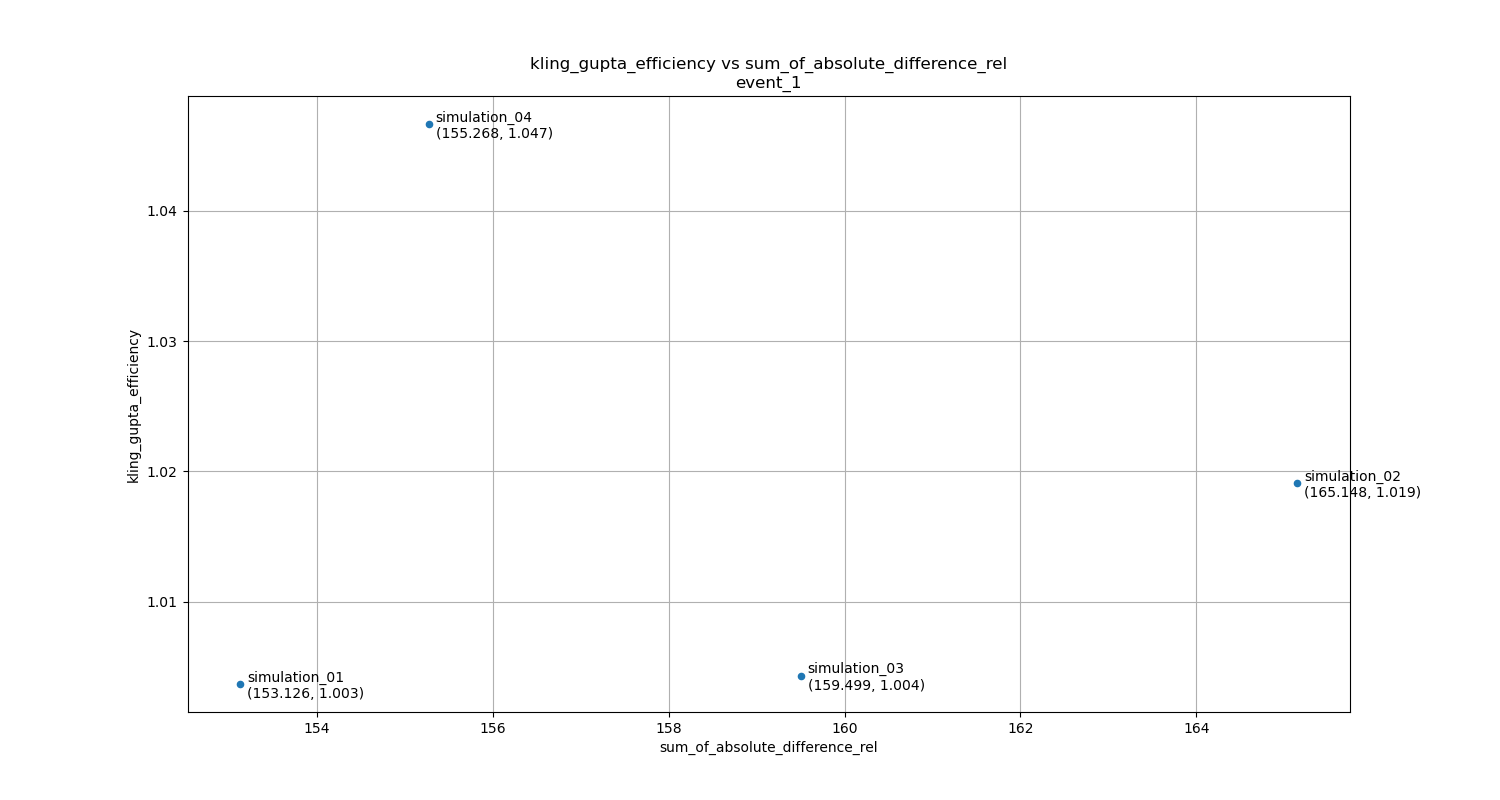 kling_gupta_efficiency vs sum_of_absolute_difference_rel
event_1
simulation_04
(155.268, 1.047)
1.04
1.03
kling_gupta_efficiency
1.02
simulation_02
(165.148, 1.019)
1.01
simulation_03
(159.499, 1.004)
simulation_01
(153.126, 1.003)
154
156
158
160
162
164
sum_of_absolute_difference_rel